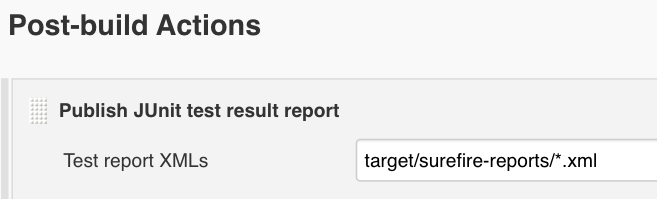 Post-build Actions
Publish JUnit test result report
Test report XMLs
target/surefire-reports/*.xml